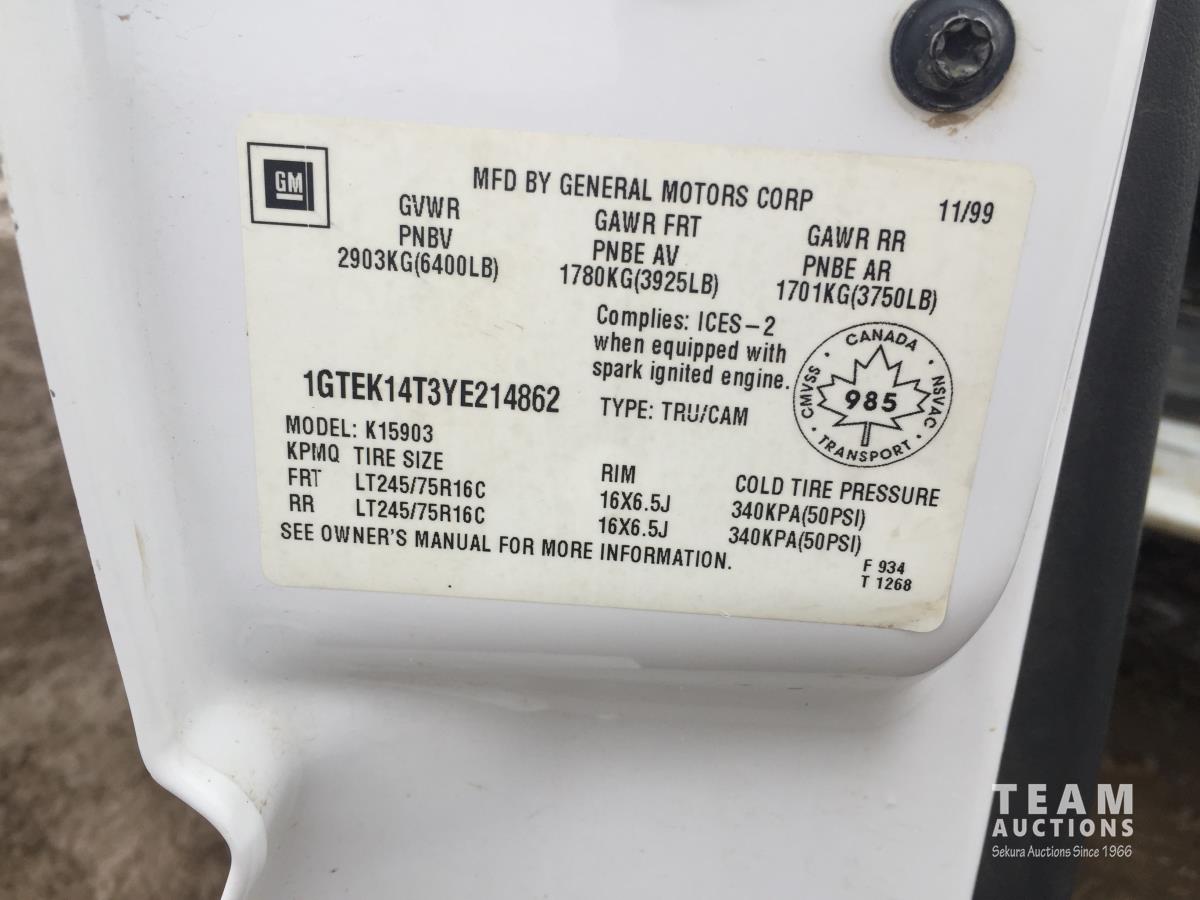 GM
MFD BY GENERAL MOTORS CORP
11/99
GVWR GAWR FRT GAWR RR
PNBV PNBE AV PNBE AR
2903KG(6400LB) 1780KG(3925LB) 1701KG(3750LB)
Complies: ICES-2
when equipped with
spark ignited engine.
CANADA
CMVSS 985 NSVAC
TRANSPORT
1GTEK14T3YE214862
TYPE: TRU/CAM
MODEL: K15903
KPMQ TIRE SIZE RIM COLD TIRE PRESSURE
FRT LT245/75R16C 16X6.5J 340KPA(50PSI)
RR LT245/75R16C 16X6.5J 340KPA(50PSI)
SEE OWNER'S MANUAL FOR MORE INFORMATION.
F 934
T 1268
TEAM
AUCTIONS
Sekura Auctions Since 1966